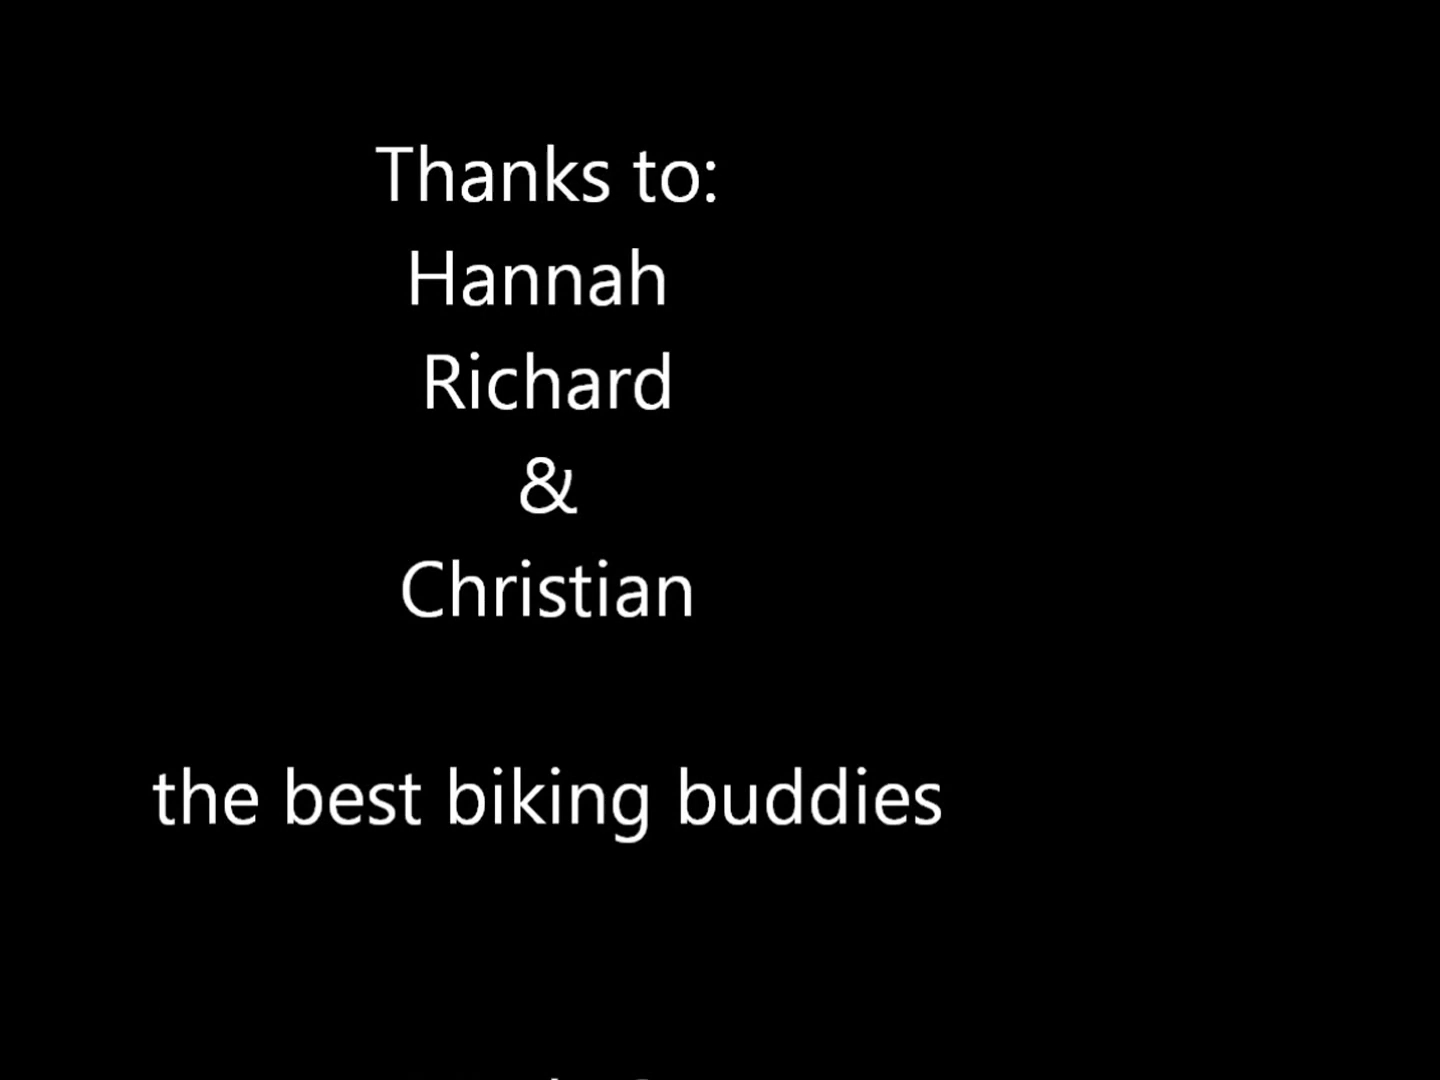 Thanks to:
Hannah
Richard
&
Christian
the best biking buddies